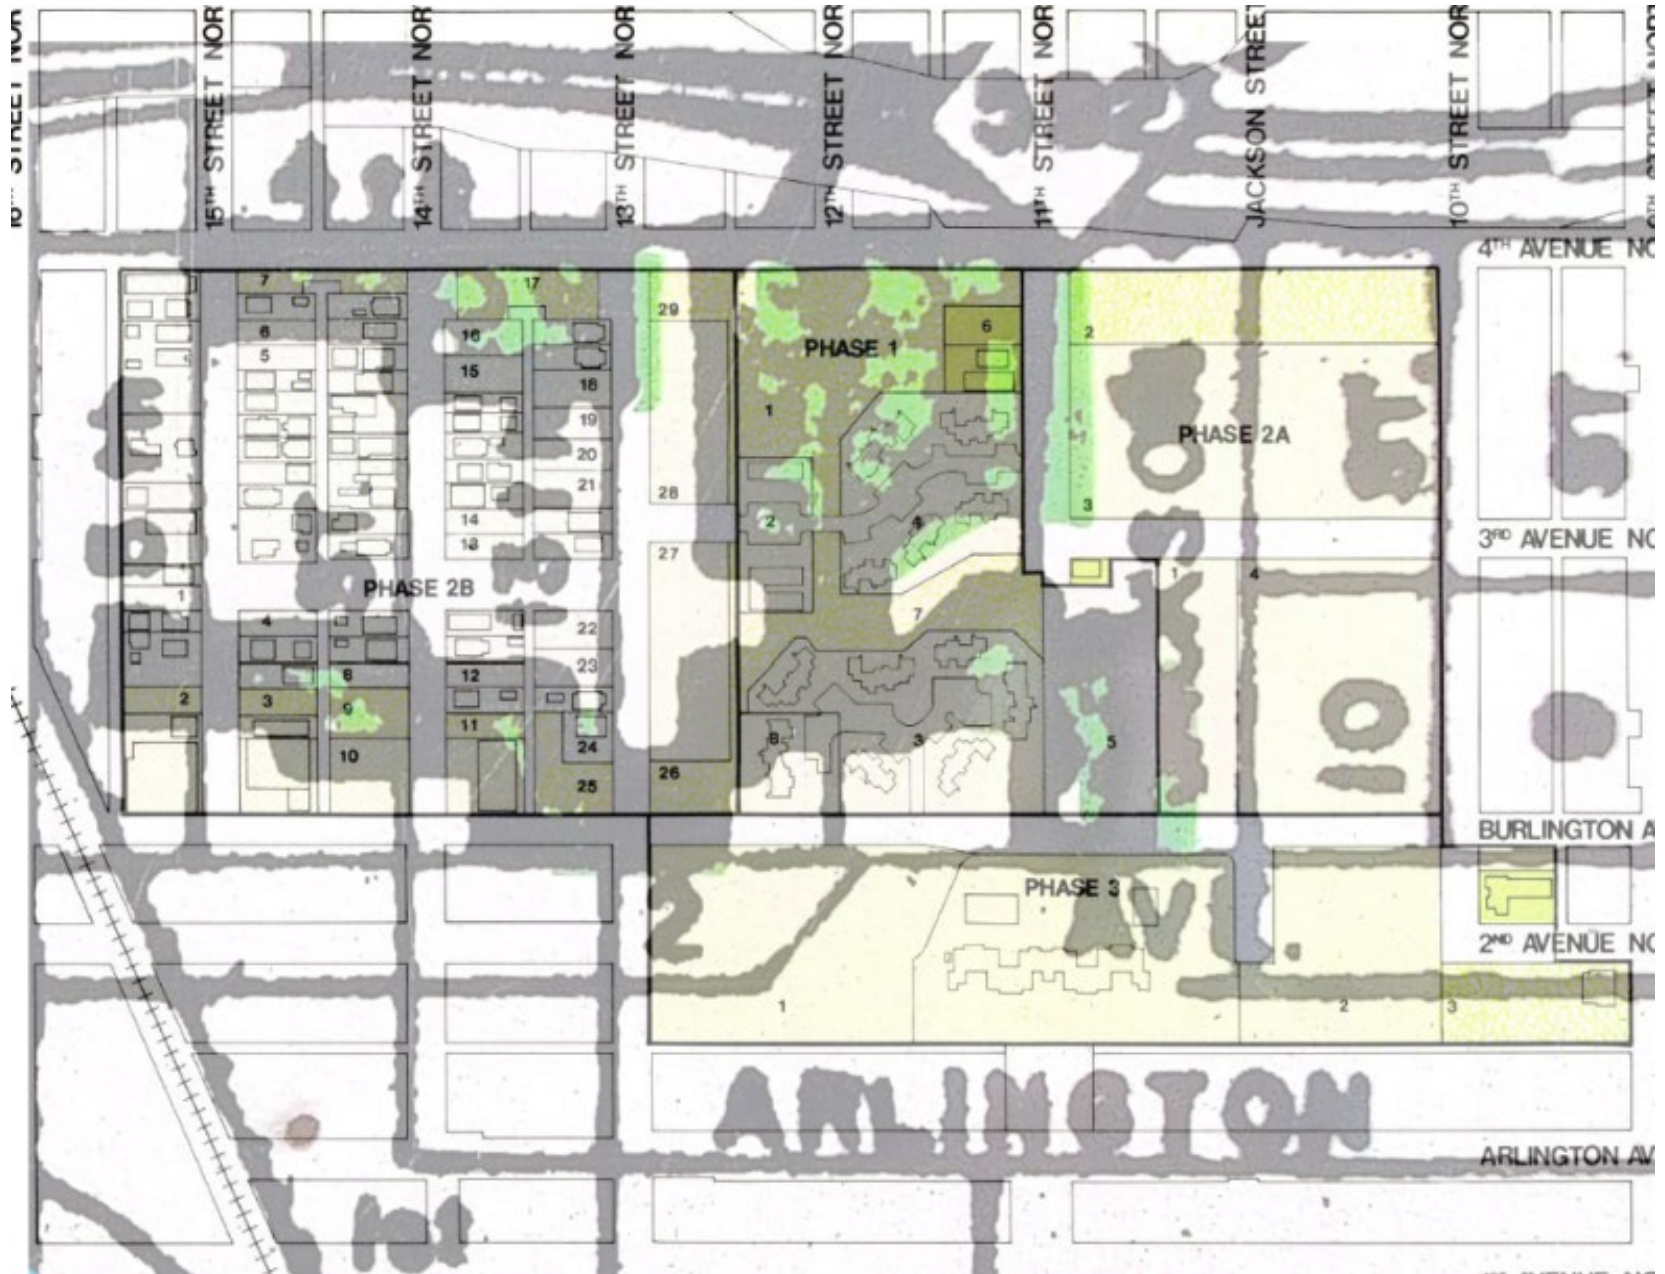 15TH STREET NOR
14TH STREET NOR
13TH STREET NOR
12TH STREET NOR
11TH STREET NOR
JACKSON STREET
10TH STREET NOR
4TH AVENUE NO
7
17
29
6
2
PHASE 1
6
16
5
15
18
1
PHASE 2A
19
20
21
28
3
14
2
4
13
27
PHASE 2B
1
1
4
4
22
7
23
8
12
2
3
9
11
24
8
3
5
10
25
26
3RD AVENUE NO
BURLINGTON A
PHASE 3
2ND AVENUE NO
1
2
3
ARLINGTON
ARLINGTON AV